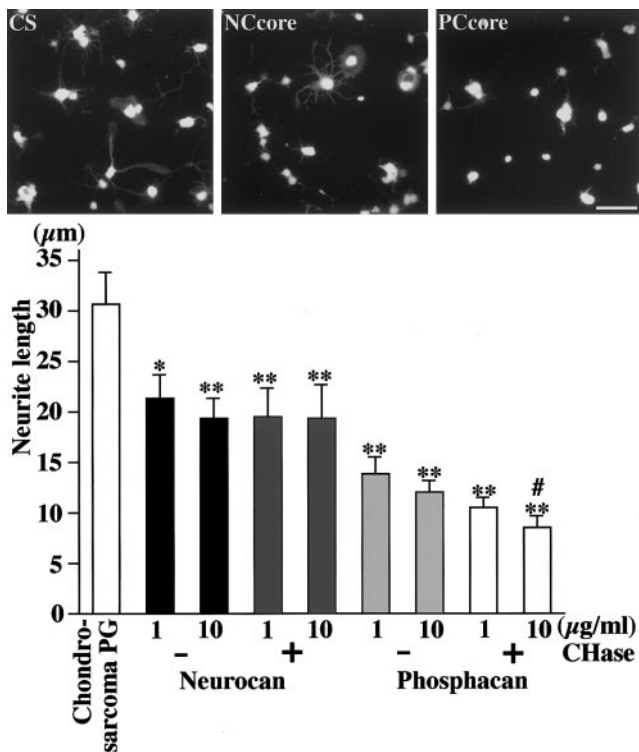 CS NCcore PCcore
(µm)
35
30
25
20
15
10
5
0
Neurite length
* ** ** ** ** ** ** #
**
1 10 1 10 1 10 1 10 (µg/ml)
− + − + CHase
Chondro-
sarcoma PG
Neurocan Phosphacan